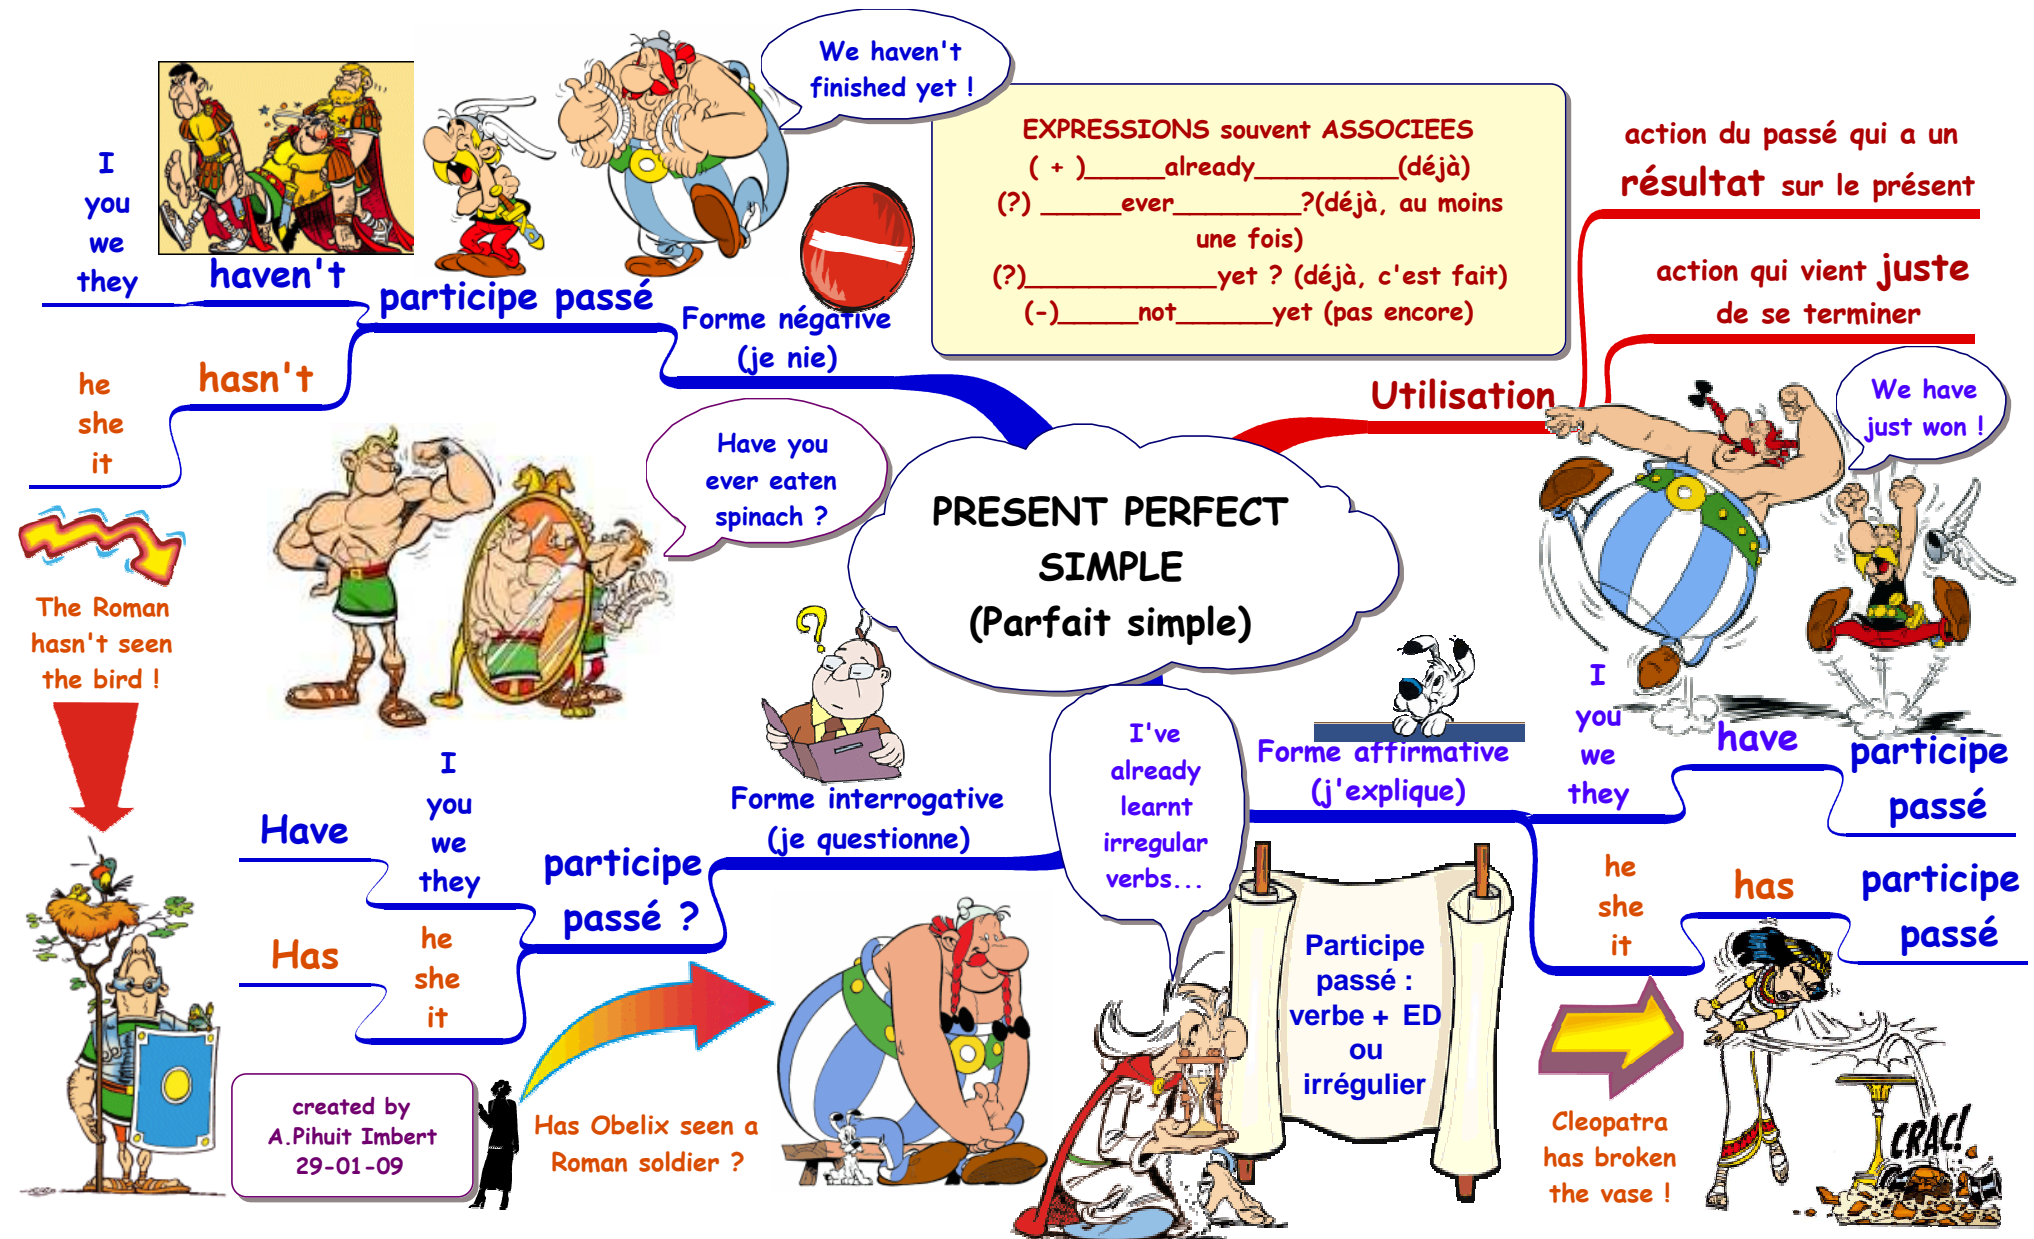 We haven't
finished yet !
I
you
we
they
haven't
participe passé
Forme négative
(je nie)
he
she
it
hasn't
The Roman
hasn't seen
the bird !
EXPRESSIONS souvent ASSOCIEES
( + )_____already_________(déjà)
(?) _____ever________?(déjà, au moins
une fois)
(?)____________yet ? (déjà, c'est fait)
(-)_____not______yet (pas encore)
action du passé qui a un
résultat sur le présent
action qui vient juste
de se terminer
Utilisation
We have
just won !
Have you
ever eaten
spinach ?
PRESENT PERFECT
SIMPLE
(Parfait simple)
I've
already
learnt
irregular
verbs...
Forme affirmative
(j'explique)
I
you
we
they
have
participe
passé
he
she
it
has
participe
passé
Forme interrogative
(je questionne)
participe
passé ?
Have
I
you
we
they
Has
he
she
it
Participe
passé :
verbe + ED
ou
irrégulier
created by
A.Pihuit Imbert
29-01-09
Has Obelix seen a
Roman soldier ?
Cleopatra
has broken
the vase !
CRAC!